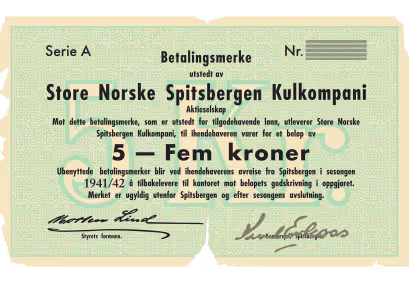 Serie A
Nr.
Betalingsmerke
utstedt av
Store Norske Spitsbergen Kulkompani
Aktieselskap
Mot dette betalingsmerke, som er utstedt for tilgodehavende lønn, utleverer Store Norske
Spitsbergen Kulkompani, til ihendehaveren varer for et beløp av
5 — Fem kroner
Ubenyttede betalingsmerker blir ved ihendehaverens avreise fra Spitsbergen i sesongen
1941/42 å tilbakelevere til kontoret mot beløpets godskrivning i oppgjøret.
Merket er ugyldig utenfor Spitsbergen og efter sesongens avslutning.
Morten Lind
Styrets formann.